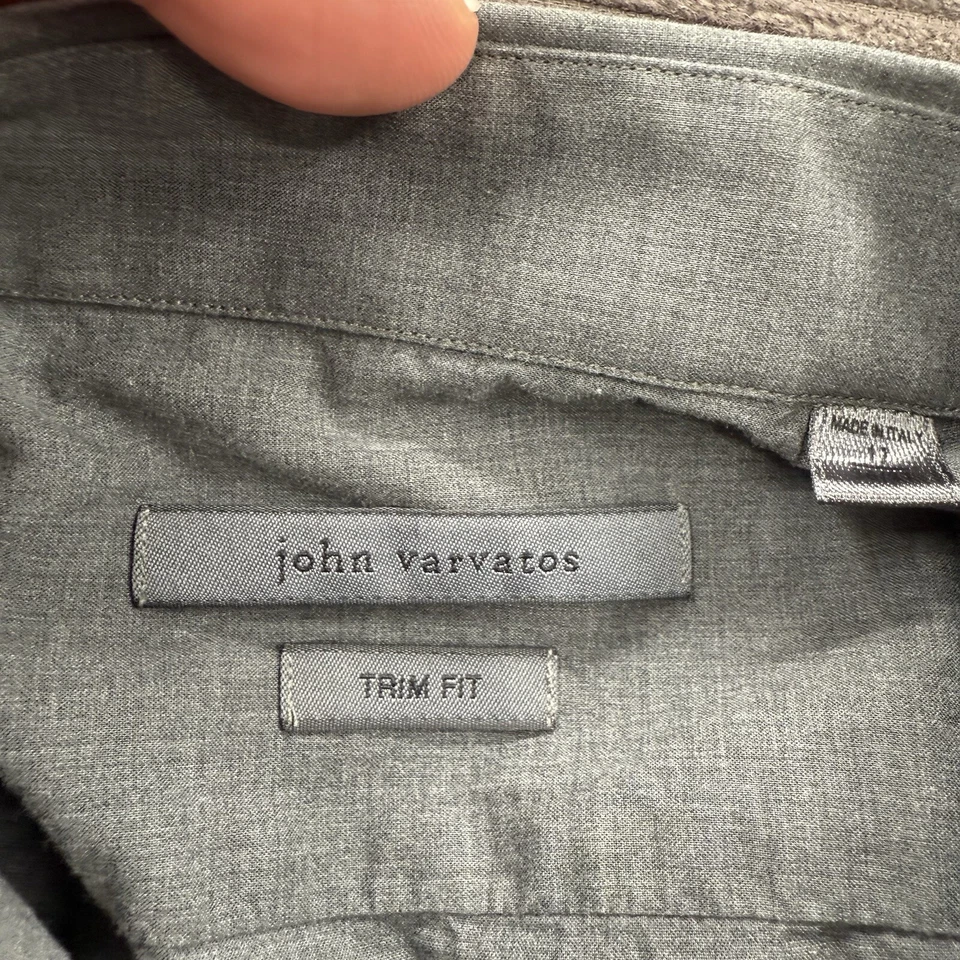 MADE IN ITALY
17
john varvatos
TRIM FIT